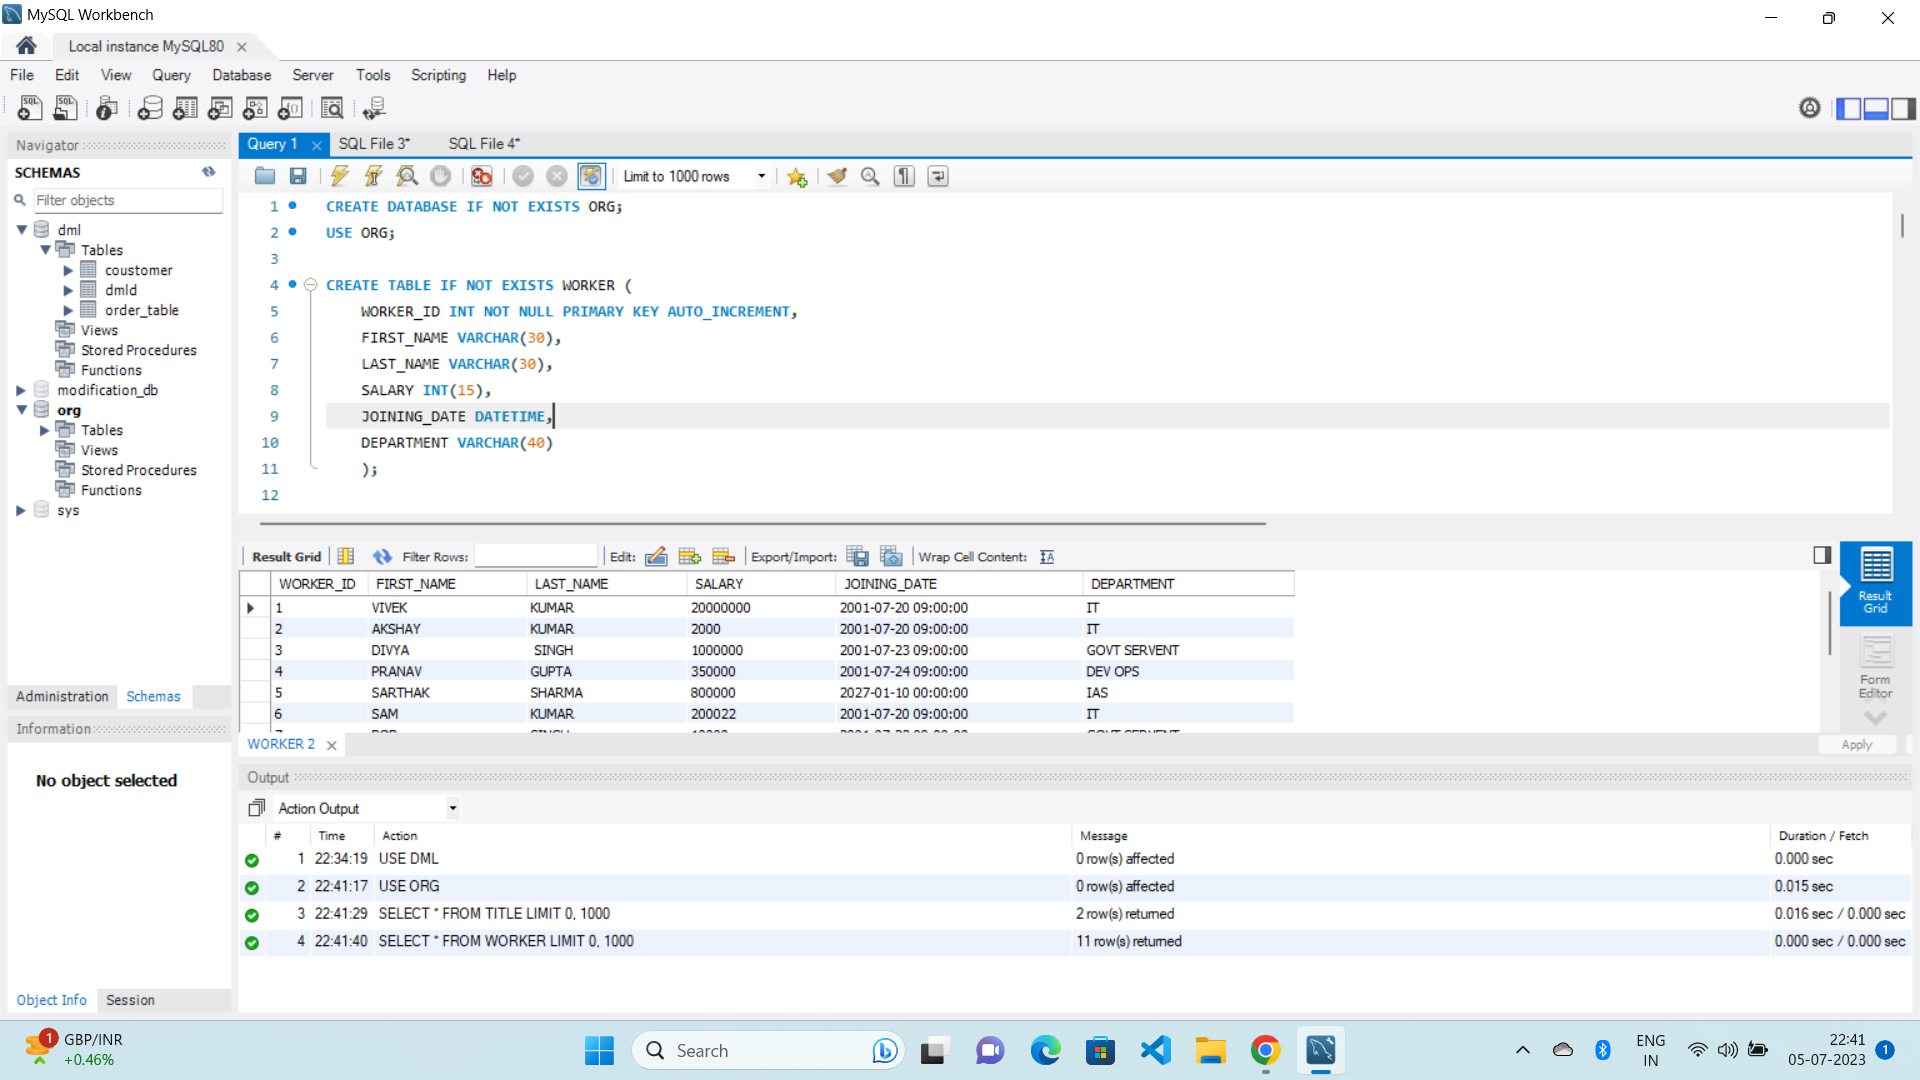 MySQL Workbench
Local instance MySQL80
File Edit View Query Database Server Tools Scripting Help
Navigator
SCHEMAS
Filter objects
dml
Tables
coustomer
dmld
order_table
Views
Stored Procedures
Functions
modification_db
org
Tables
Views
Stored Procedures
Functions
sys
Administration Schemas
Information
No object selected
Object Info Session
Query 1 SQL File 3* SQL File 4*
Limit to 1000 rows
1 CREATE DATABASE IF NOT EXISTS ORG;
2 USE ORG;
3
4 CREATE TABLE IF NOT EXISTS WORKER (
5 WORKER_ID INT NOT NULL PRIMARY KEY AUTO_INCREMENT,
6 FIRST_NAME VARCHAR(30),
7 LAST_NAME VARCHAR(30),
8 SALARY INT(15),
9 JOINING_DATE DATETIME,
10 DEPARTMENT VARCHAR(40)
11 );
12
Result Grid Filter Rows: Edit: Export/Import: Wrap Cell Content:
WORKER_ID FIRST_NAME LAST_NAME SALARY JOINING_DATE DEPARTMENT
1 VIVEK KUMAR 20000000 2001-07-20 09:00:00 IT
2 AKSHAY KUMAR 2000 2001-07-20 09:00:00 IT
3 DIVYA SINGH 1000000 2001-07-23 09:00:00 GOVT SERVENT
4 PRANAV GUPTA 350000 2001-07-24 09:00:00 DEV OPS
5 SARTHAK SHARMA 800000 2027-01-10 00:00:00 IAS
6 SAM KUMAR 200022 2001-07-20 09:00:00 IT
Result
Grid
Form
Editor
WORKER 2
Apply
Output
Action Output
# Time Action Message Duration / Fetch
1 22:34:19 USE DML 0 row(s) affected 0.000 sec
2 22:41:17 USE ORG 0 row(s) affected 0.015 sec
3 22:41:29 SELECT * FROM TITLE LIMIT 0, 1000 2 row(s) returned 0.016 sec / 0.000 sec
4 22:41:40 SELECT * FROM WORKER LIMIT 0, 1000 11 row(s) returned 0.000 sec / 0.000 sec
1
GBP/INR
+0.46%
Search
ENG
IN
22:41
05-07-2023
1